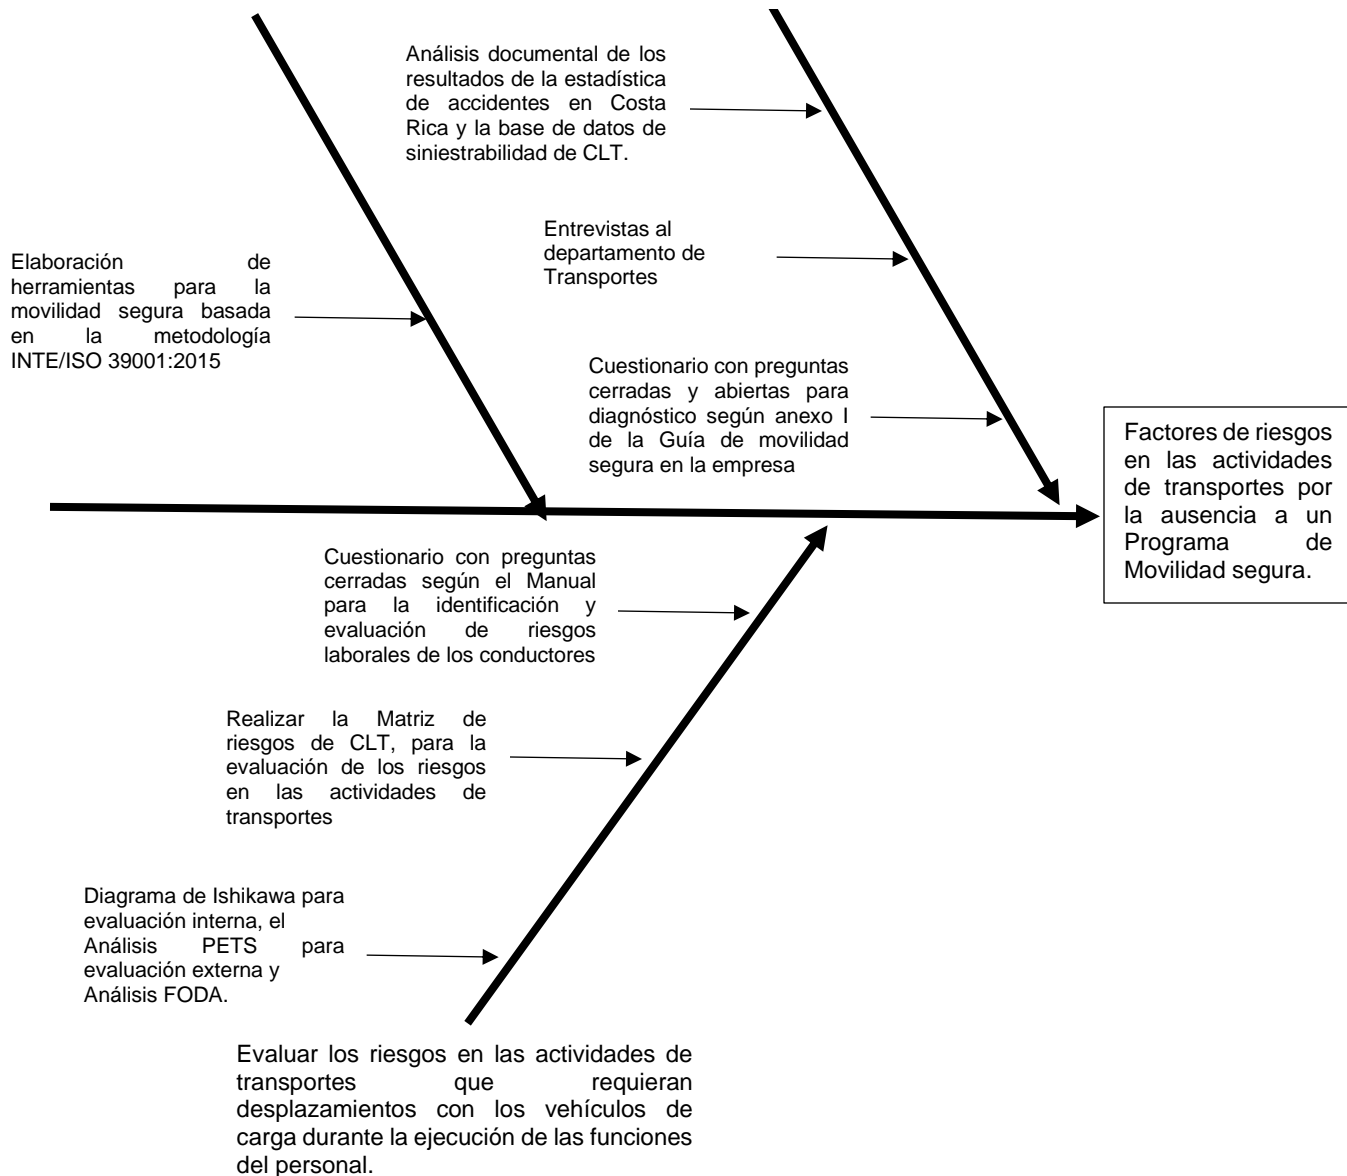 Análisis documental de los
resultados de la estadística
de accidentes en Costa
Rica y la base de datos de
siniestrabilidad de CLT.
Entrevistas al
departamento de
Transportes
Elaboración de
herramientas para la
movilidad segura basada
en la metodología
INTE/ISO 39001:2015
Cuestionario con preguntas
cerradas y abiertas para
diagnóstico según anexo I
de la Guía de movilidad
segura en la empresa
Factores de riesgos
en las actividades
de transportes por
la ausencia a un
Programa de
Movilidad segura.
Cuestionario con preguntas
cerradas según el Manual
para la identificación y
evaluación de riesgos
laborales de los conductores
Realizar la Matriz de
riesgos de CLT, para la
evaluación de los riesgos
en las actividades de
transportes
Diagrama de Ishikawa para
evaluación interna, el
Análisis PETS para
evaluación externa y
Análisis FODA.
Evaluar los riesgos en las actividades de
transportes que requieran
desplazamientos con los vehículos de
carga durante la ejecución de las funciones
del personal.